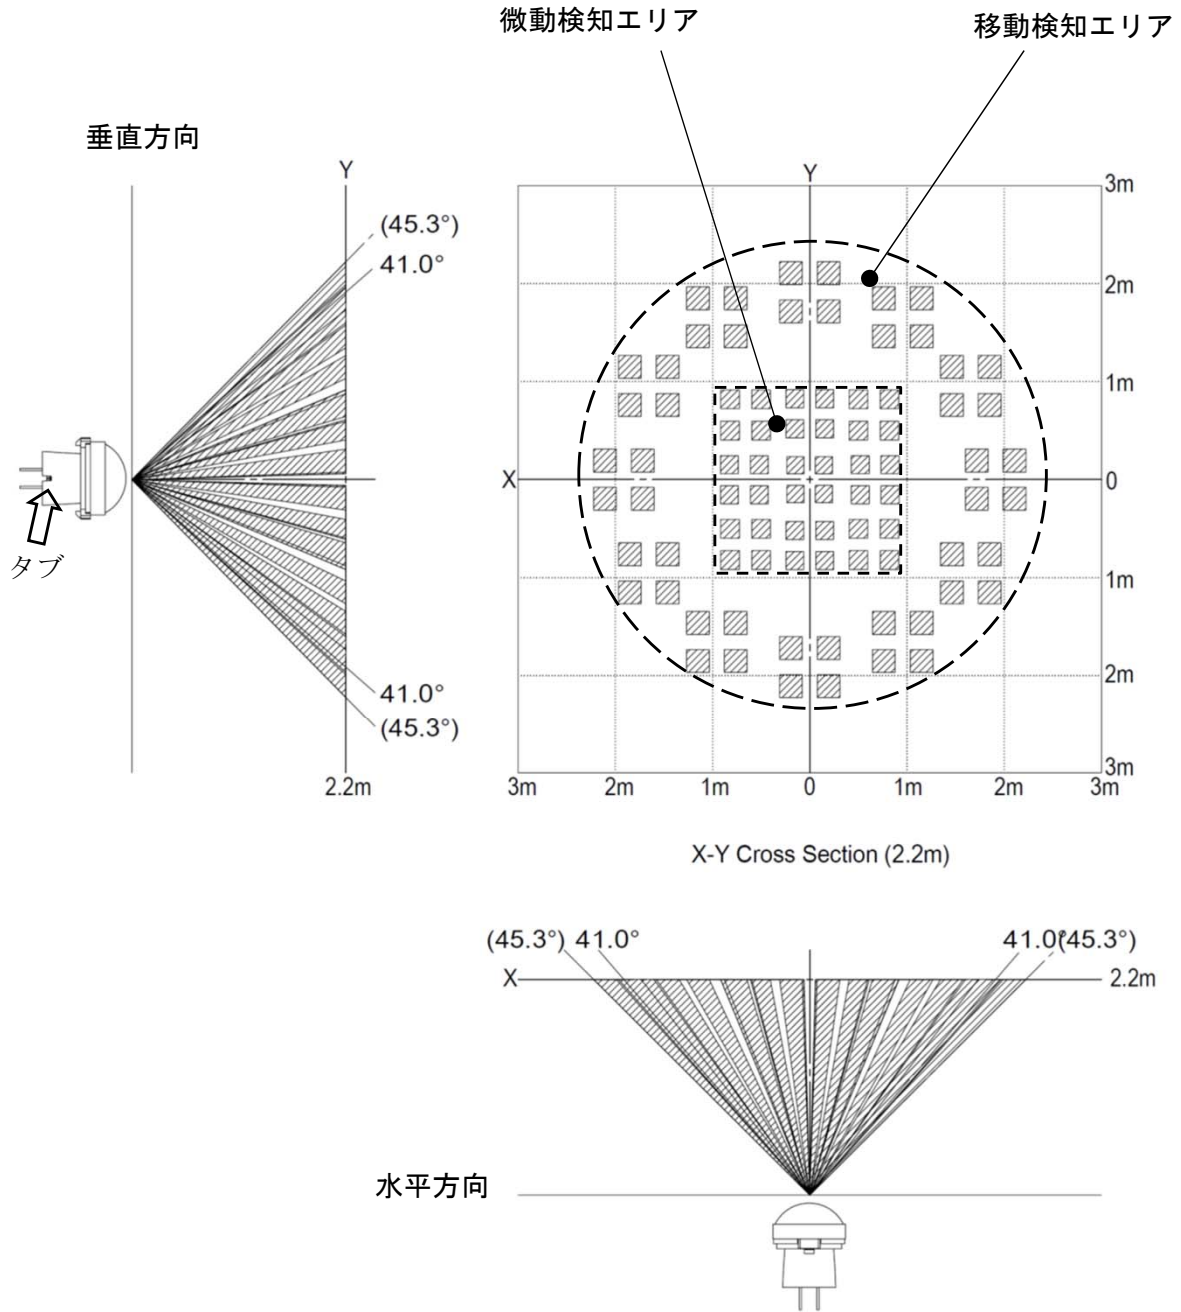 微動検知エリア
移動検知エリア
垂直方向
Y
(45.3°)
41.0°
タブ
41.0°
(45.3°)
2.2m
Y
3m
2m
1m
X
0
1m
2m
3m
3m 2m 1m 0 1m 2m 3m
X-Y Cross Section (2.2m)
(45.3°) 41.0°
41.0°(45.3°)
X
2.2m
水平方向